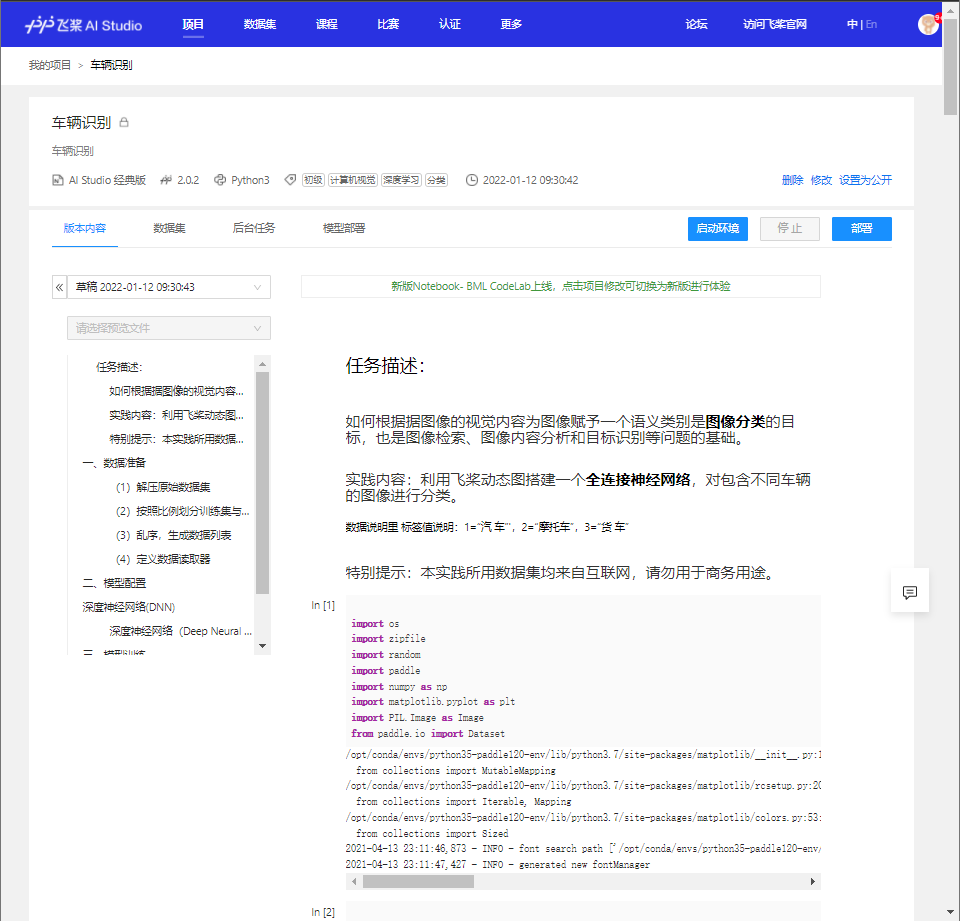 飞桨 AI Studio 项目 数据集 课程 比赛 认证 更多 论坛 访问飞桨官网 中 | En
我的项目 > 车辆识别
车辆识别
车辆识别
AI Studio 经典版 2.0.2 Python3 初级 计算机视觉 深度学习 分类 2022-01-12 09:30:42 删除 修改 设置为公开
版本内容 数据集 后台任务 模型部署 启动环境 停止 部署
« 草稿 2022-01-12 09:30:43
新版Notebook- BML CodeLab上线，点击项目修改可切换为新版进行体验
请选择预览文件
任务描述：
如何根据据图像的视觉内容...
实践内容：利用飞桨动态图...
特别提示：本实践所用数据...
一、数据准备
（1）解压原始数据集
（2）按照比例划分训练集与...
（3）乱序，生成数据列表
（4）定义数据读取器
二、模型配置
深度神经网络(DNN)
深度神经网络（Deep Neural ...
三、模型训练
任务描述：
如何根据据图像的视觉内容为图像赋予一个语义类别是图像分类的目
标，也是图像检索、图像内容分析和目标识别等问题的基础。
实践内容：利用飞桨动态图搭建一个全连接神经网络，对包含不同车辆
的图像进行分类。
数据说明里 标签值说明：1="汽 车"'，2="摩托车"，3="货 车"
特别提示：本实践所用数据集均来自互联网，请勿用于商务用途。
In [1]
import os
import zipfile
import random
import paddle
import numpy as np
import matplotlib.pyplot as plt
import PIL.Image as Image
from paddle.io import Dataset
/opt/conda/envs/python35-paddle120-env/lib/python3.7/site-packages/matplotlib/__init__.py:1
from collections import MutableMapping
/opt/conda/envs/python35-paddle120-env/lib/python3.7/site-packages/matplotlib/rcsetup.py:20
from collections import Iterable, Mapping
/opt/conda/envs/python35-paddle120-env/lib/python3.7/site-packages/matplotlib/colors.py:53:
from collections import Sized
2021-04-13 23:11:46,873 - INFO - font search path ['/opt/conda/envs/python35-paddle120-env/
2021-04-13 23:11:47,427 - INFO - generated new fontManager
In [2]